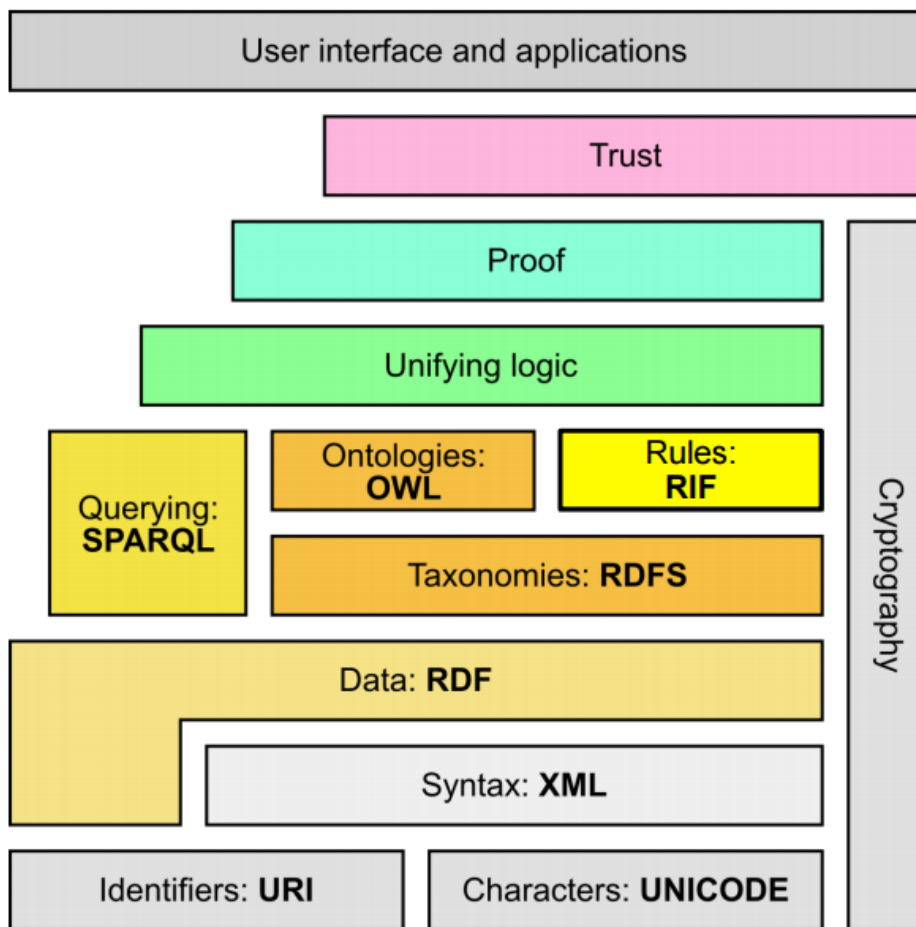 User interface and applications
Trust
Proof
Unifying logic
Ontologies:
OWL
Rules:
RIF
Querying:
SPARQL
Taxonomies: RDFS
Cryptography
Data: RDF
Syntax: XML
Identifiers: URI
Characters: UNICODE